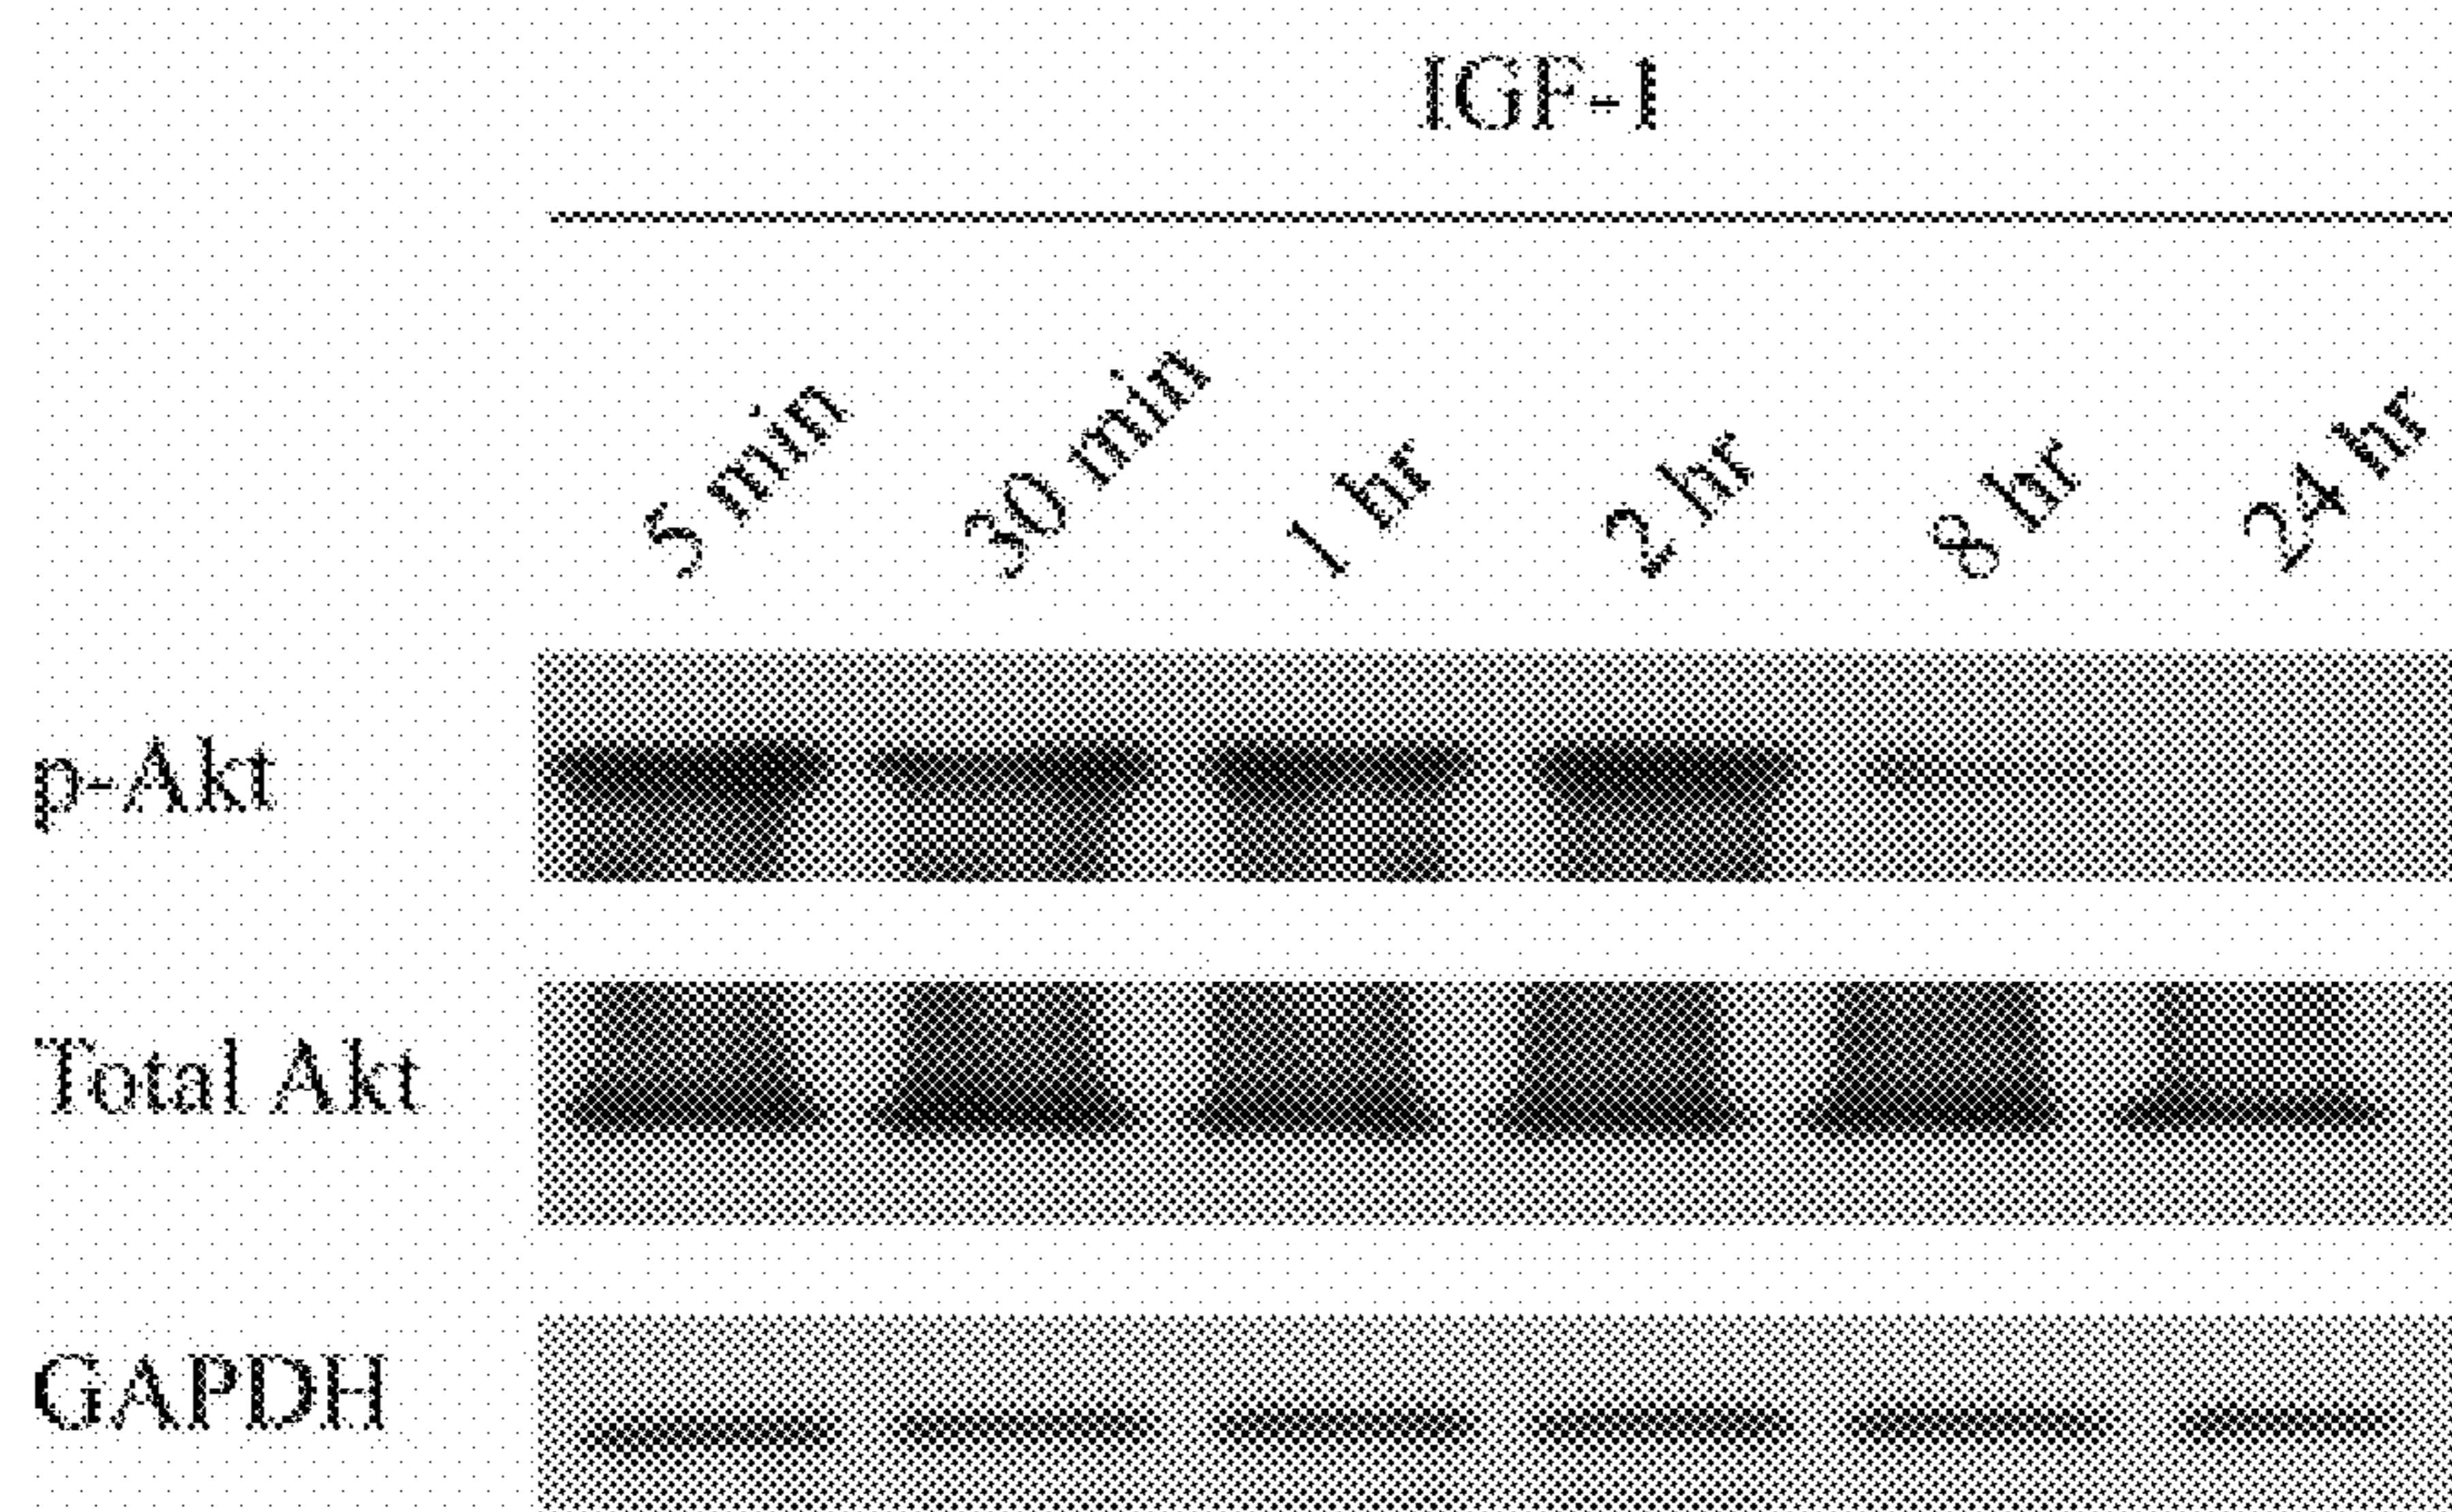 IGF-1
5 min 30 min 1 hr 2 hr 8 hr 24 hr
p-Akt
Total Akt
GAPDH